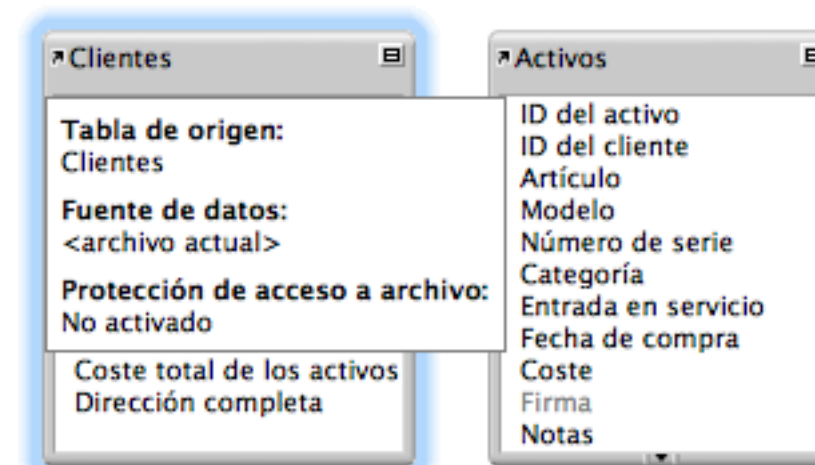 Clientes
Tabla de origen:
Clientes
Fuente de datos:
<archivo actual>
Protección de acceso a archivo:
No activado
Coste total de los activos
Dirección completa
Activos
ID del activo
ID del cliente
Artículo
Modelo
Número de serie
Categoría
Entrada en servicio
Fecha de compra
Coste
Firma
Notas